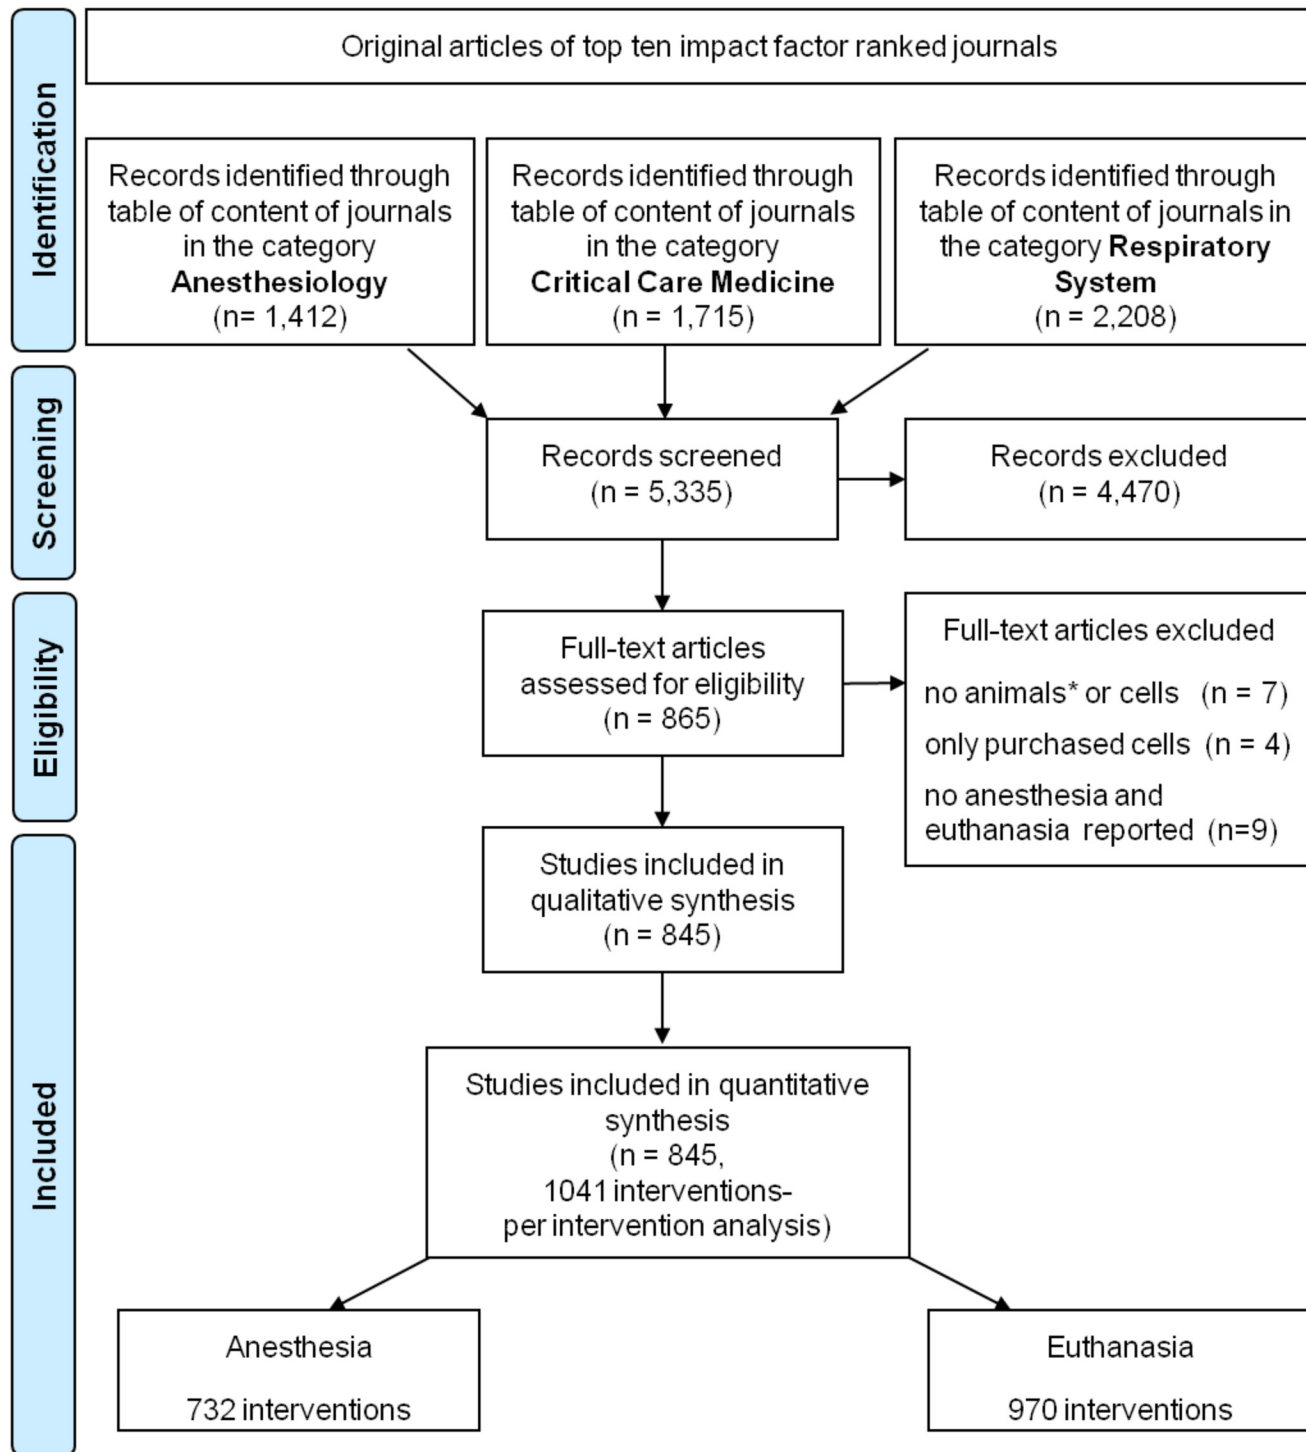 Identification
Original articles of top ten impact factor ranked journals
Records identified through
table of content of journals
in the category
Anesthesiology
(n= 1,412)
Records identified through
table of content of journals
in the category
Critical Care Medicine
(n = 1,715)
Records identified through
table of content of journals in
the category Respiratory
System
(n = 2,208)
Screening
Records screened
(n = 5,335)
Records excluded
(n = 4,470)
Eligibility
Full-text articles
assessed for eligibility
(n = 865)
Full-text articles excluded
no animals* or cells (n = 7)
only purchased cells (n = 4)
no anesthesia and
euthanasia reported (n=9)
Included
Studies included in
qualitative synthesis
(n = 845)
Studies included in quantitative
synthesis
(n = 845,
1041 interventions-
per intervention analysis)
Anesthesia
732 interventions
Euthanasia
970 interventions